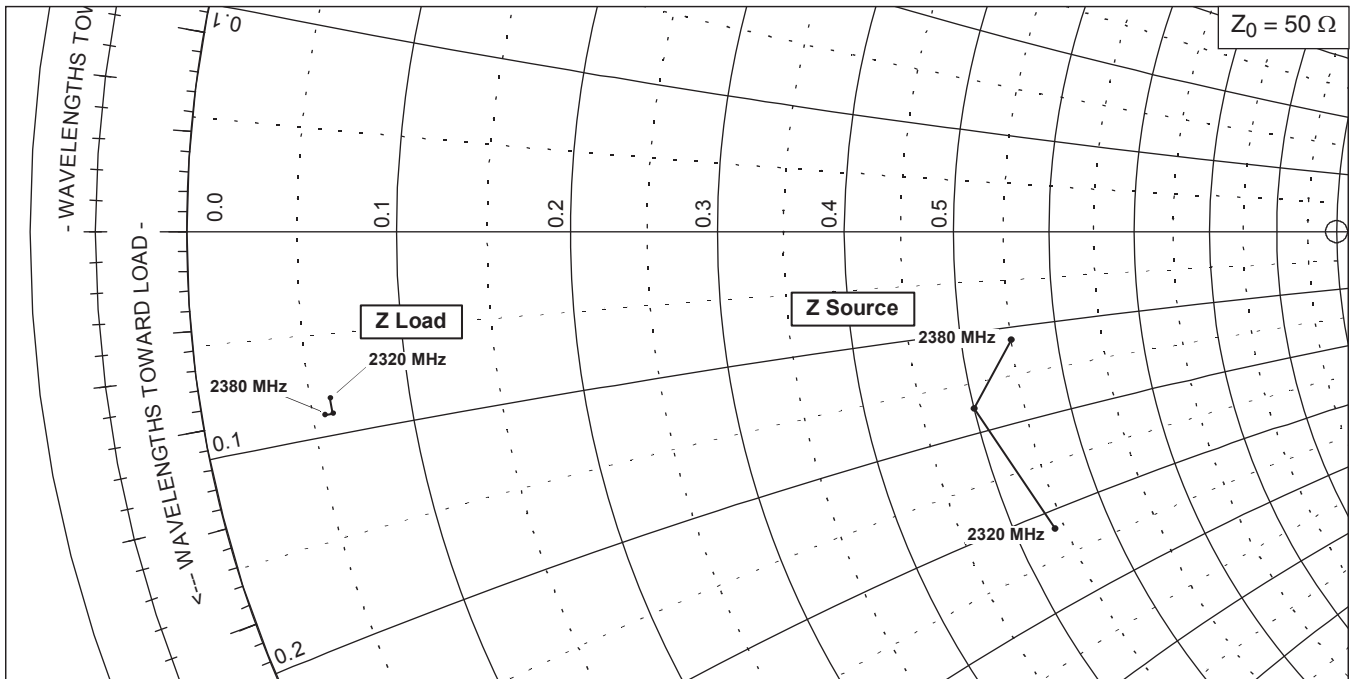 Z0 = 50 Ω
0.1
- WAVELENGTHS TOW
0.0
0.1
0.2
0.3
0.4
0.5
<--- WAVELENGTHS TOWARD LOAD -
Z Load
Z Source
2380 MHz
2320 MHz
2380 MHz
0.1
2320 MHz
0.2